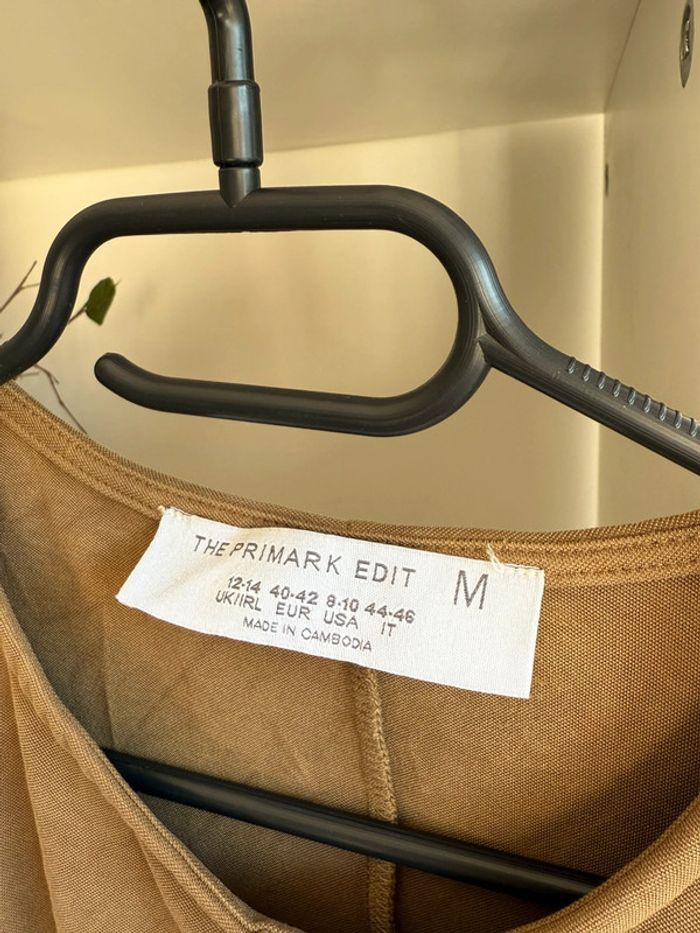 THE PRIMARK EDIT
M
12-14 40-42 8-10 44-46
UK/IRL EUR USA IT
MADE IN CAMBODIA